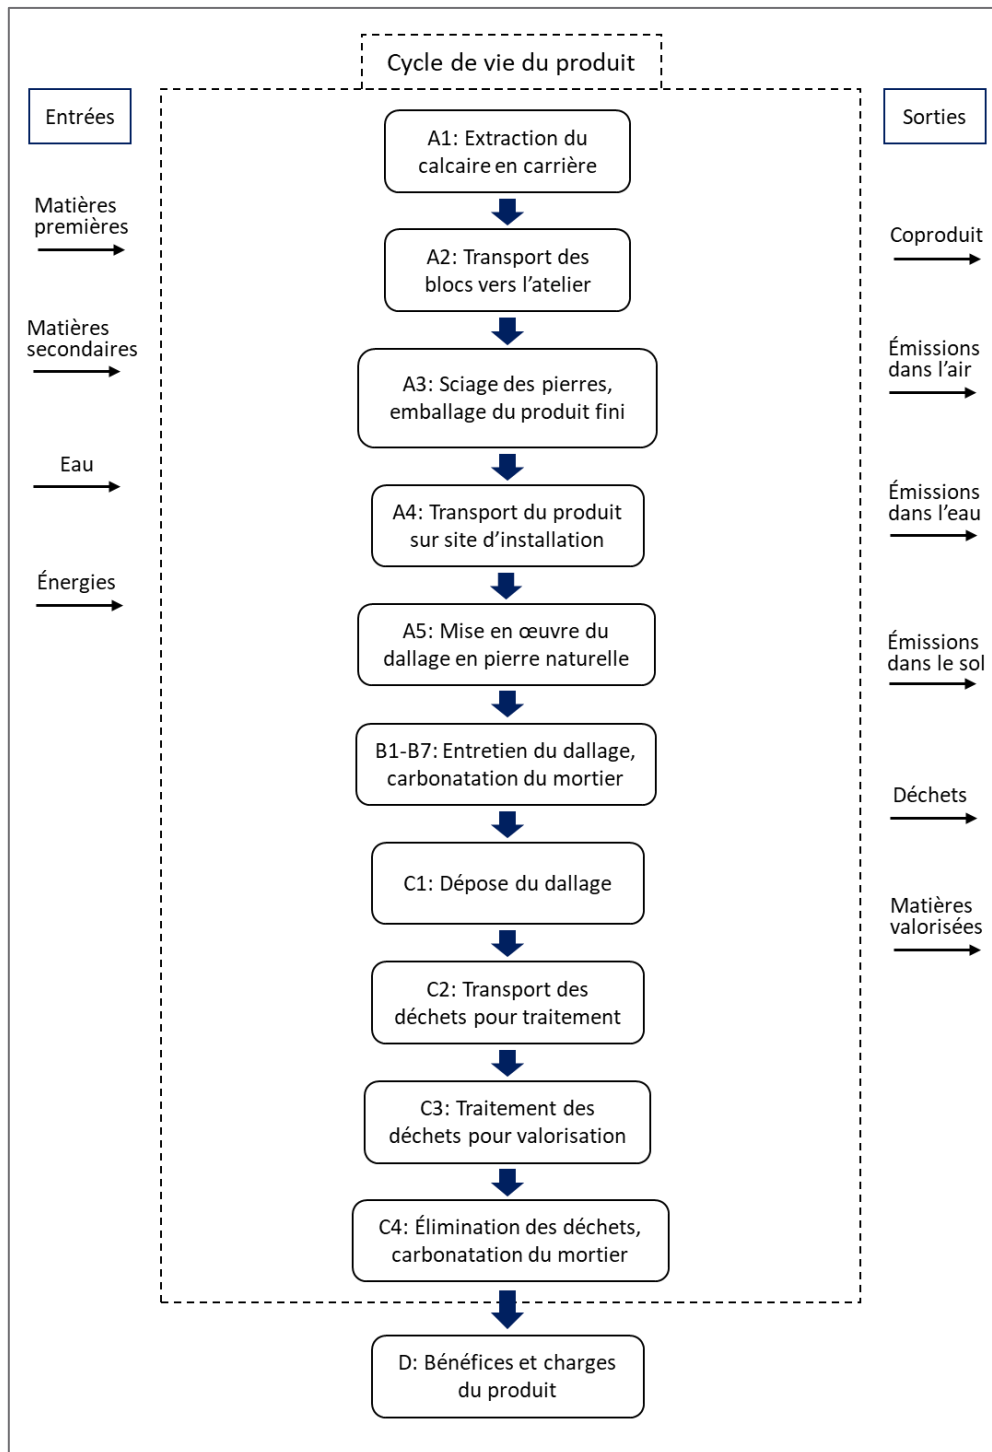 Cycle de vie du produit
Entrées
Matières
premières
Matières
secondaires
Eau
Énergies
A1: Extraction du
calcaire en carrière
A2: Transport des
blocs vers l’atelier
A3: Sciage des pierres,
emballage du produit fini
A4: Transport du produit
sur site d’installation
A5: Mise en œuvre du
dallage en pierre naturelle
B1-B7: Entretien du dallage,
carbonatation du mortier
C1: Dépose du dallage
C2: Transport des
déchets pour traitement
C3: Traitement des
déchets pour valorisation
C4: Élimination des déchets,
carbonatation du mortier
D: Bénéfices et charges
du produit
Sorties
Coproduit
Émissions
dans l’air
Émissions
dans l’eau
Émissions
dans le sol
Déchets
Matières
valorisées